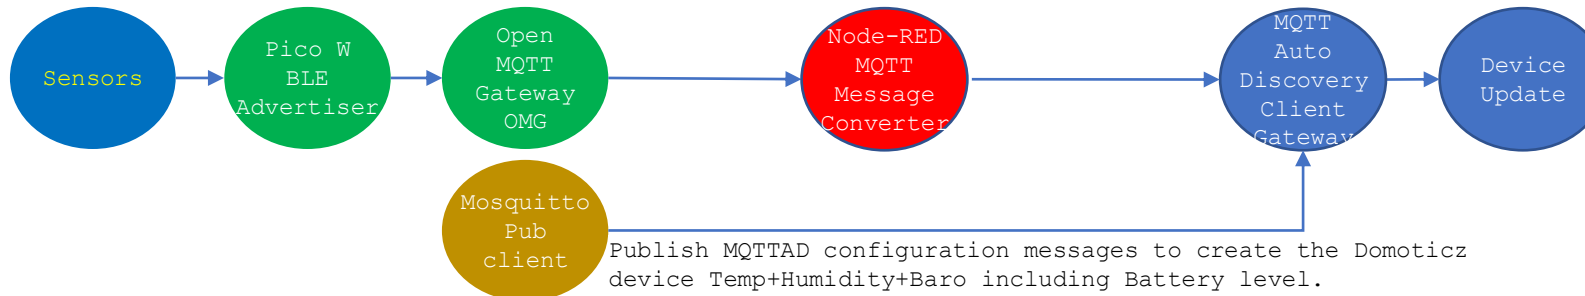 Sensors
Pico W
BLE
Advertiser
Open
MQTT
Gateway
OMG
Node-RED
MQTT
Message
Converter
MQTT
Auto
Discovery
Client
Gateway
Device
Update
Mosquitto
Pub
client
Publish MQTTAD configuration messages to create the Domoticz
device Temp+Humidity+Baro including Battery level.